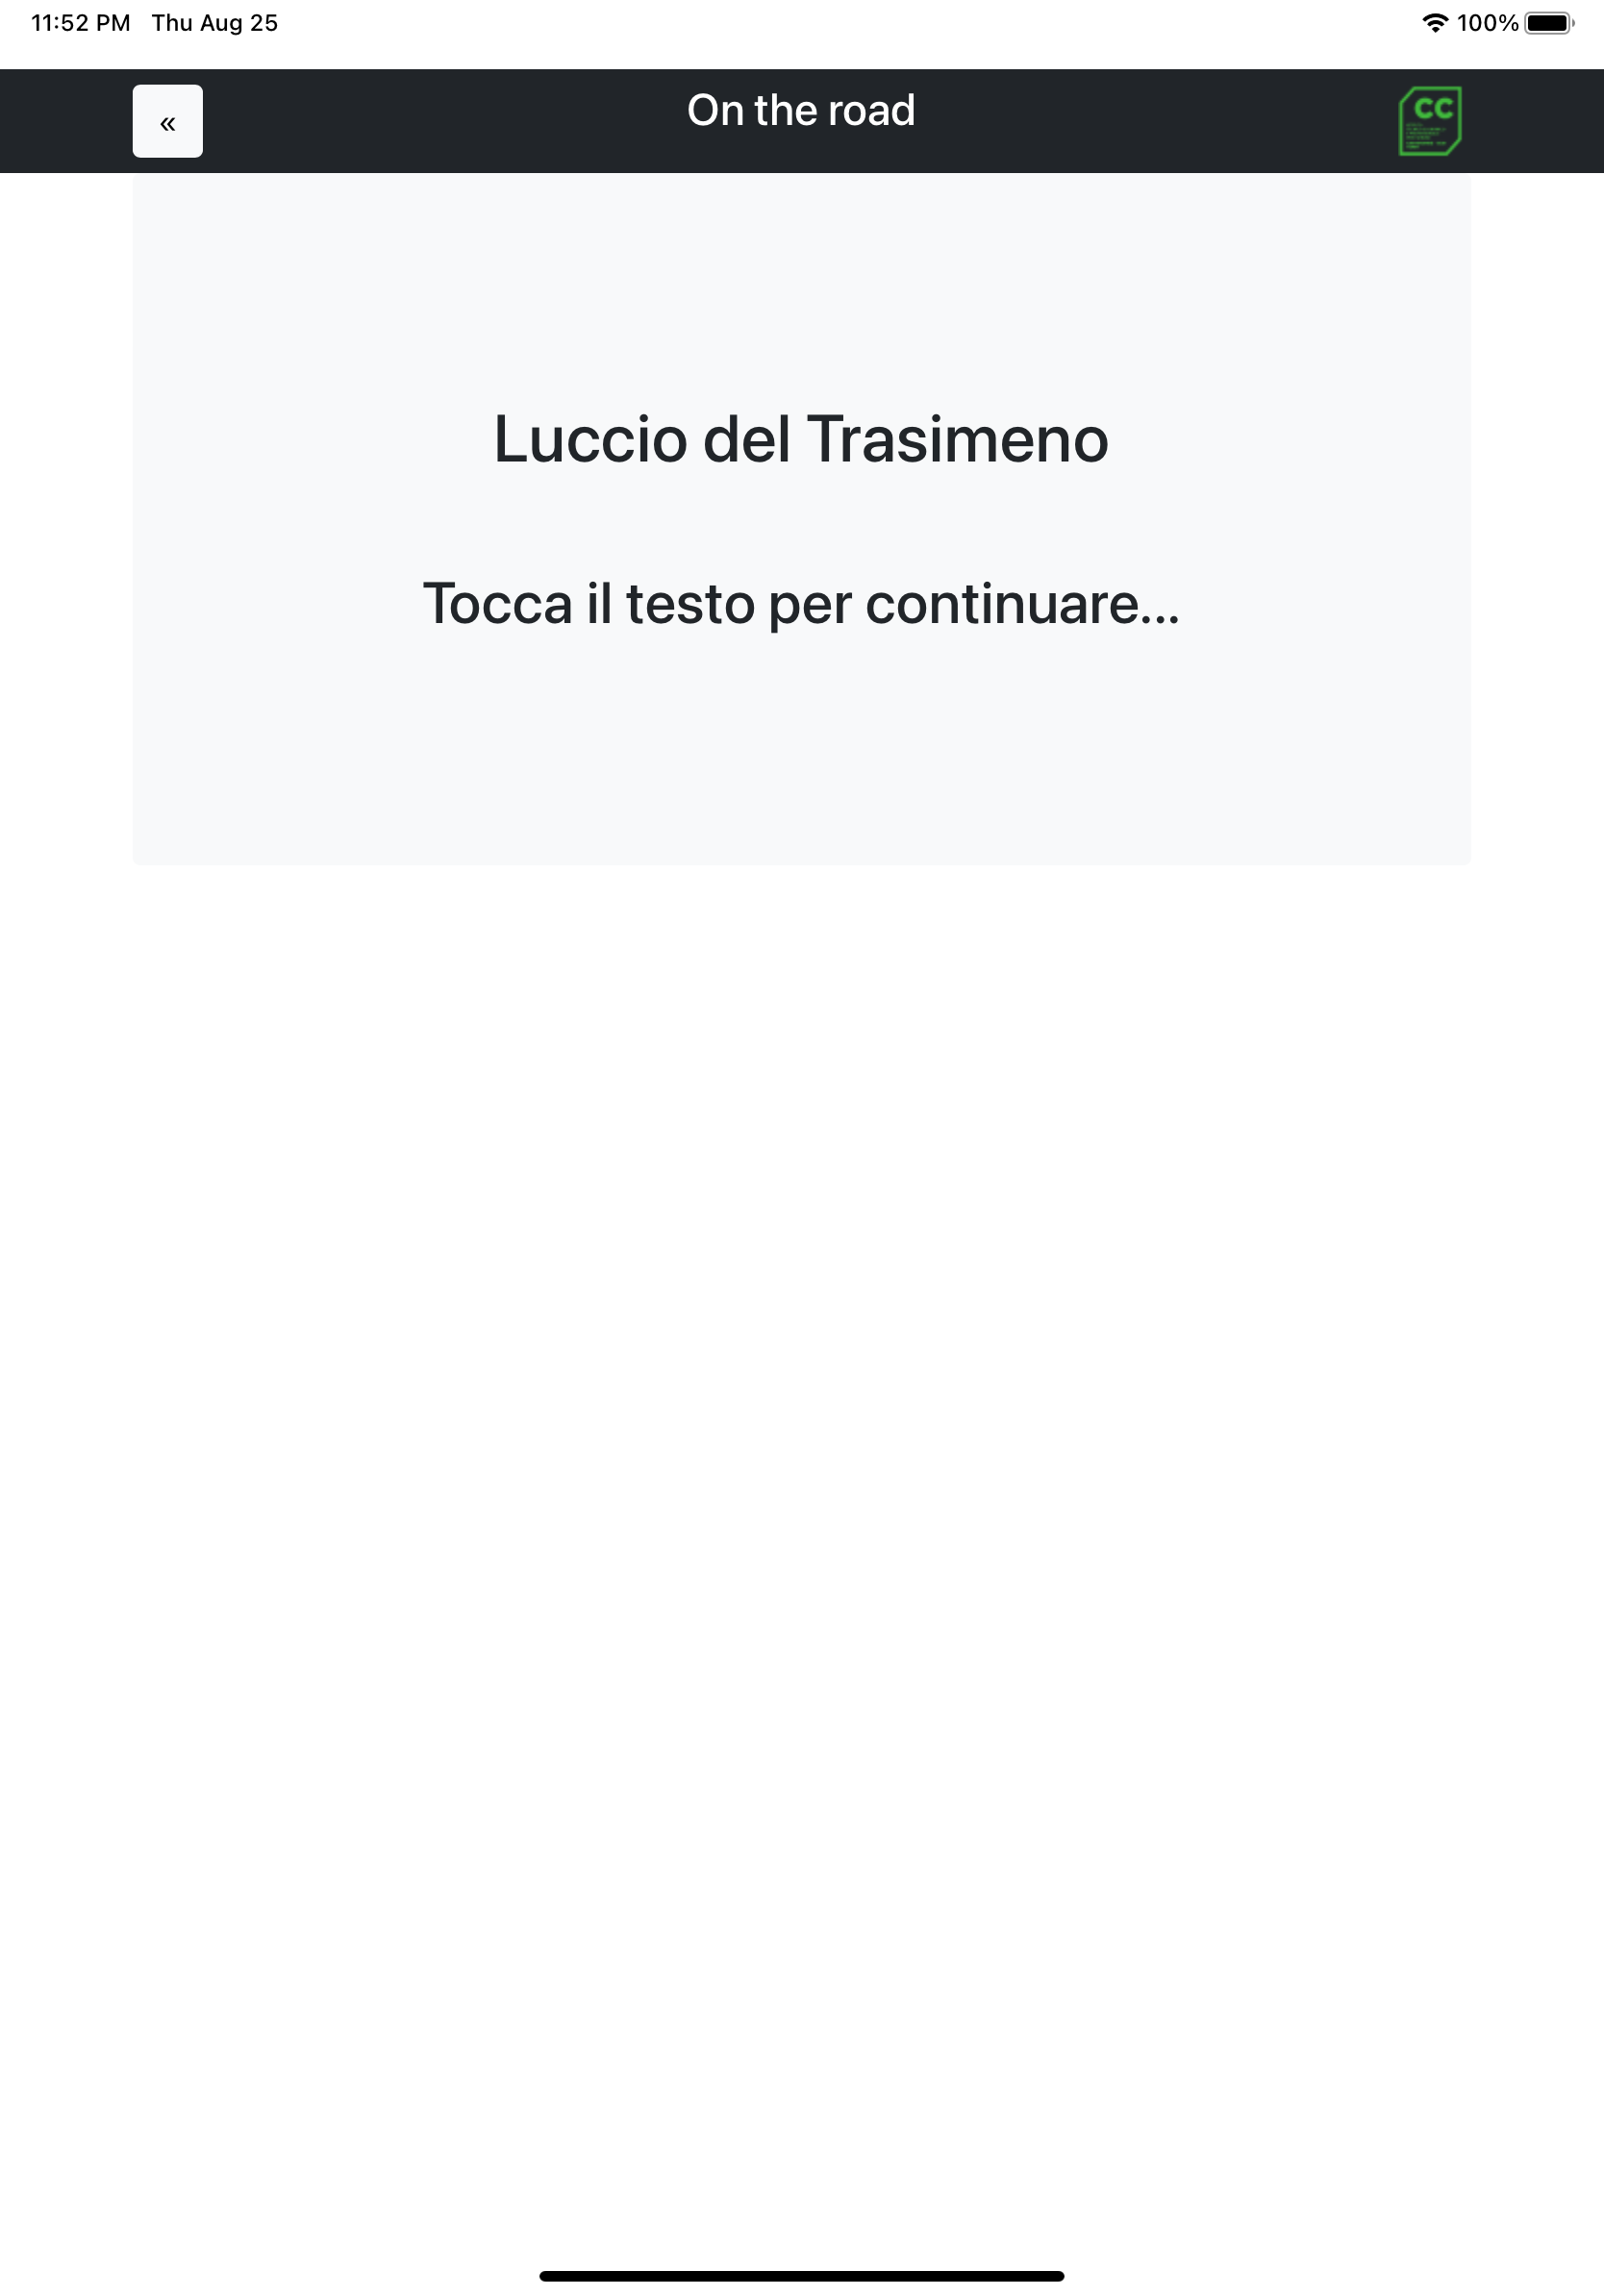 11:52 PM Thu Aug 25
100%
«
On the road
CC
Luccio del Trasimeno
Tocca il testo per continuare...